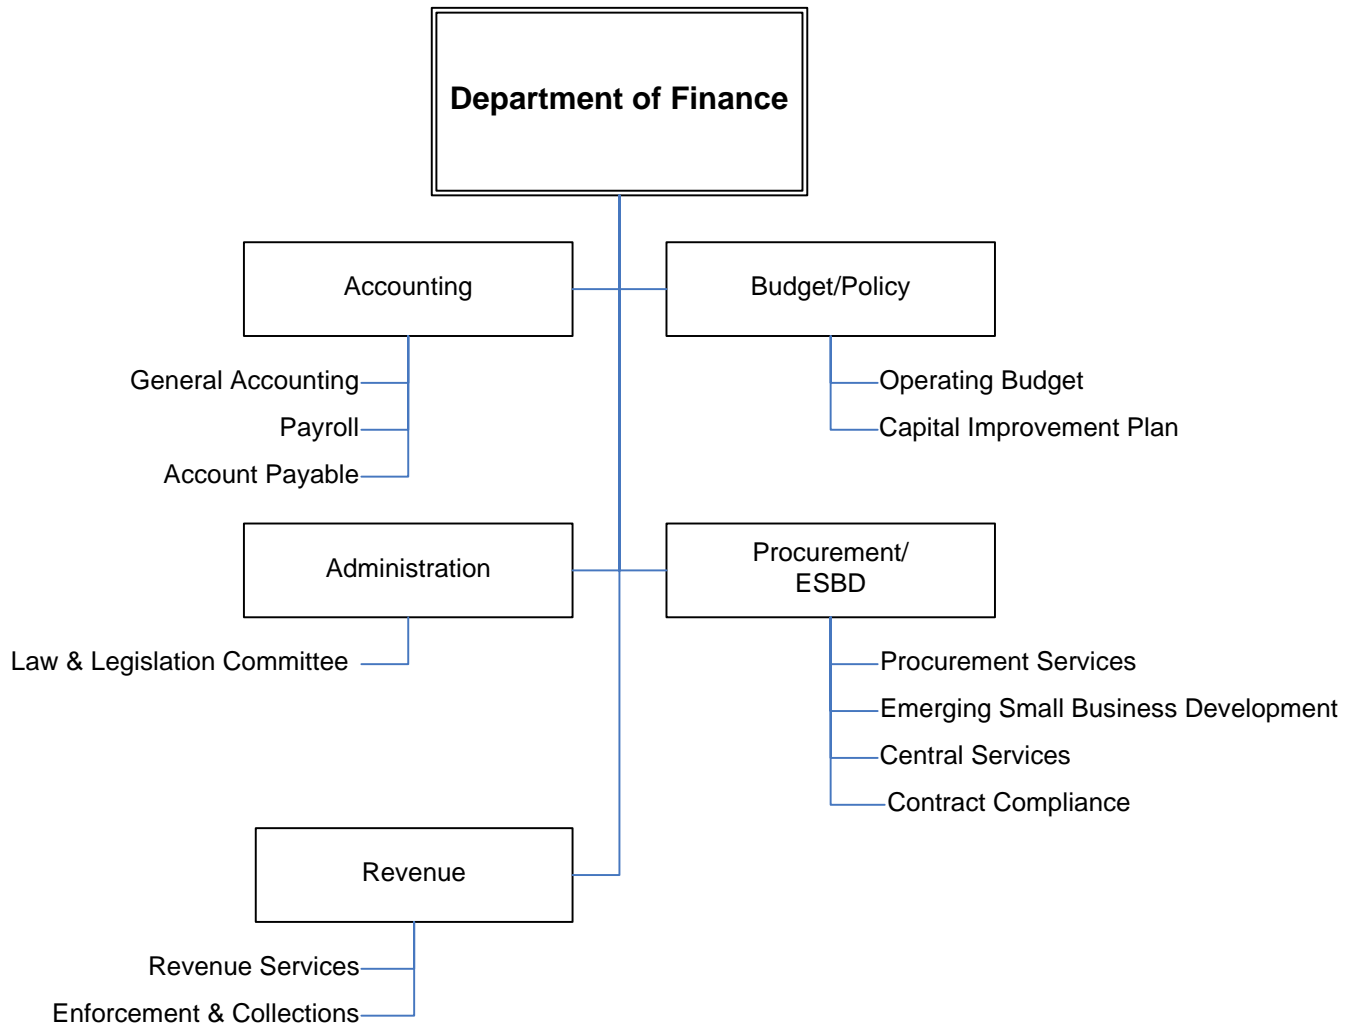 Department of Finance
Accounting
General Accounting
Payroll
Account Payable
Budget/Policy
Operating Budget
Capital Improvement Plan
Administration
Law & Legislation Committee
Procurement/
ESBD
Procurement Services
Emerging Small Business Development
Central Services
Contract Compliance
Revenue
Revenue Services
Enforcement & Collections